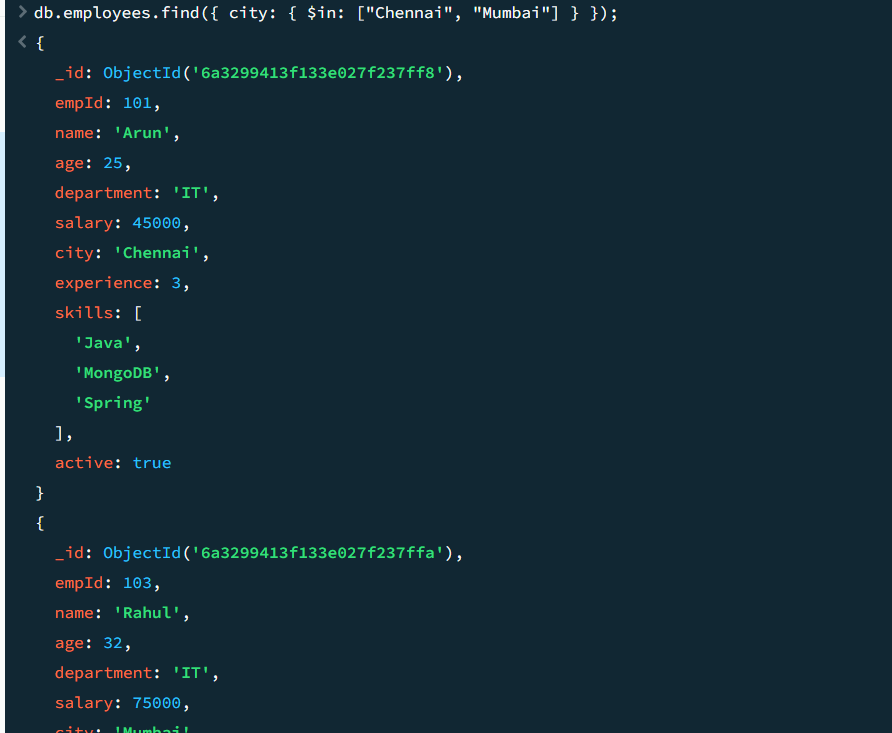 > db.employees.find({ city: { $in: ["Chennai", "Mumbai"] } });
< {
_id: ObjectId('6a3299413f133e027f237ff8'),
empId: 101,
name: 'Arun',
age: 25,
department: 'IT',
salary: 45000,
city: 'Chennai',
experience: 3,
skills: [
'Java',
'MongoDB',
'Spring'
],
active: true
}
{
_id: ObjectId('6a3299413f133e027f237ffa'),
empId: 103,
name: 'Rahul',
age: 32,
department: 'IT',
salary: 75000,
city: 'Mumbai'